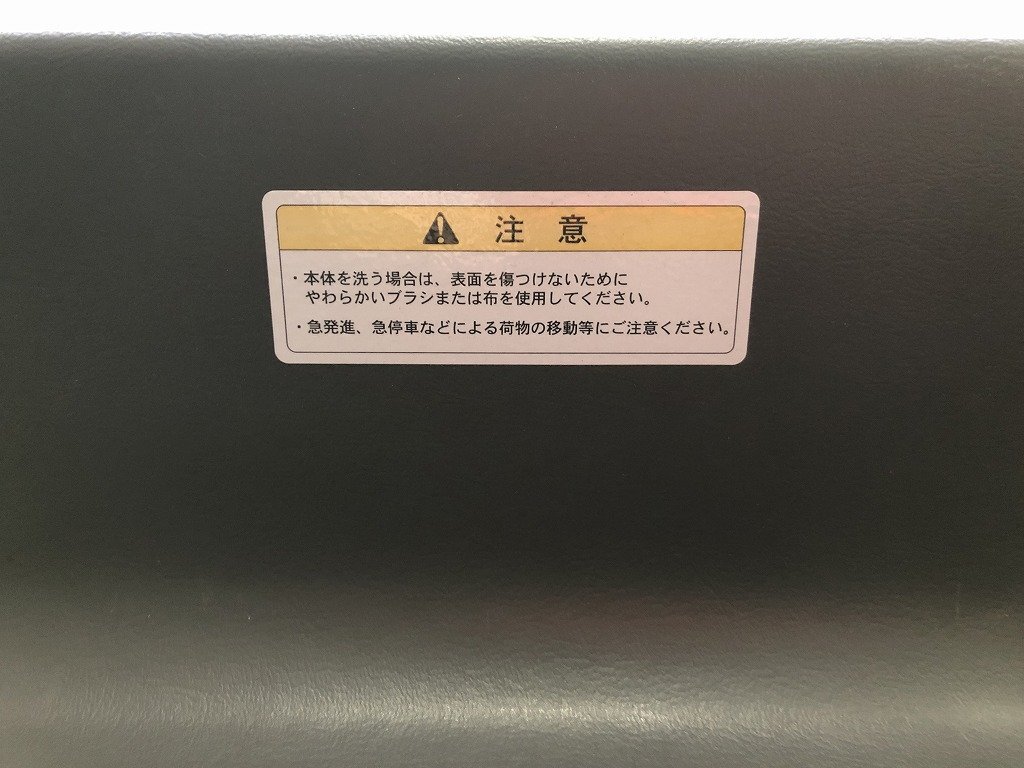 注 意
・本体を洗う場合は、表面を傷つけないために
やわらかいブラシまたは布を使用してください。
・急発進、急停車などによる荷物の移動等にご注意ください。